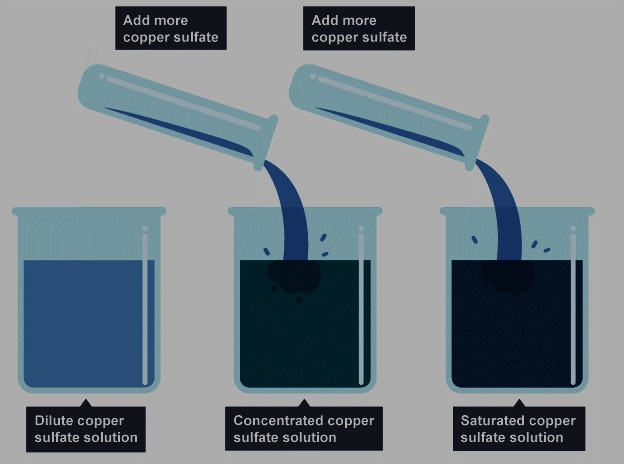 Add more
copper sulfate
Add more
copper sulfate
Dilute copper
sulfate solution
Concentrated copper
sulfate solution
Saturated copper
sulfate solution